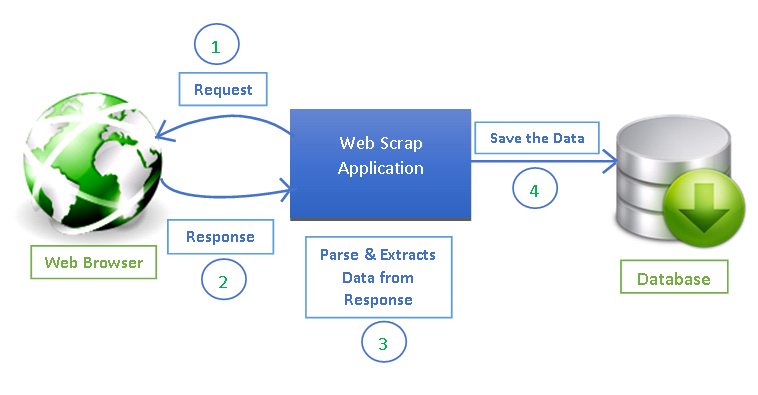 1
Request
Web Scrap
Application
Save the Data
4
Response
2
Web Browser
Parse & Extracts
Data from
Response
3
Database